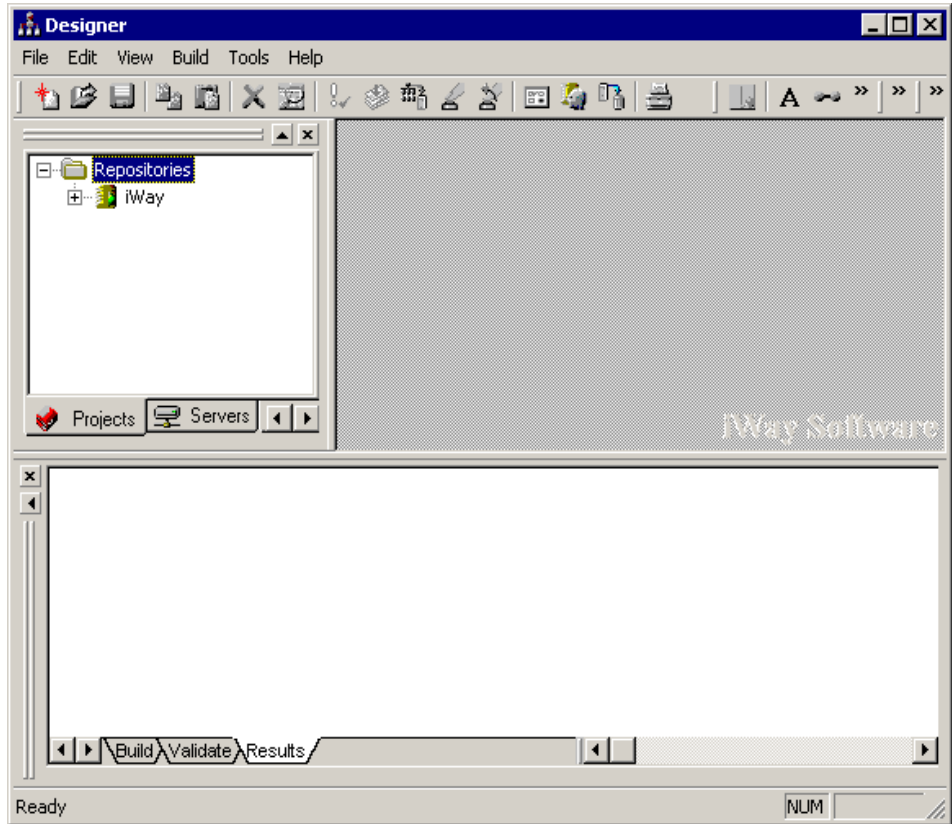 Designer
File Edit View Build Tools Help
A » » »
Repositories
iWay
Projects Servers
iWay Software
Build Validate Results
Ready NUM